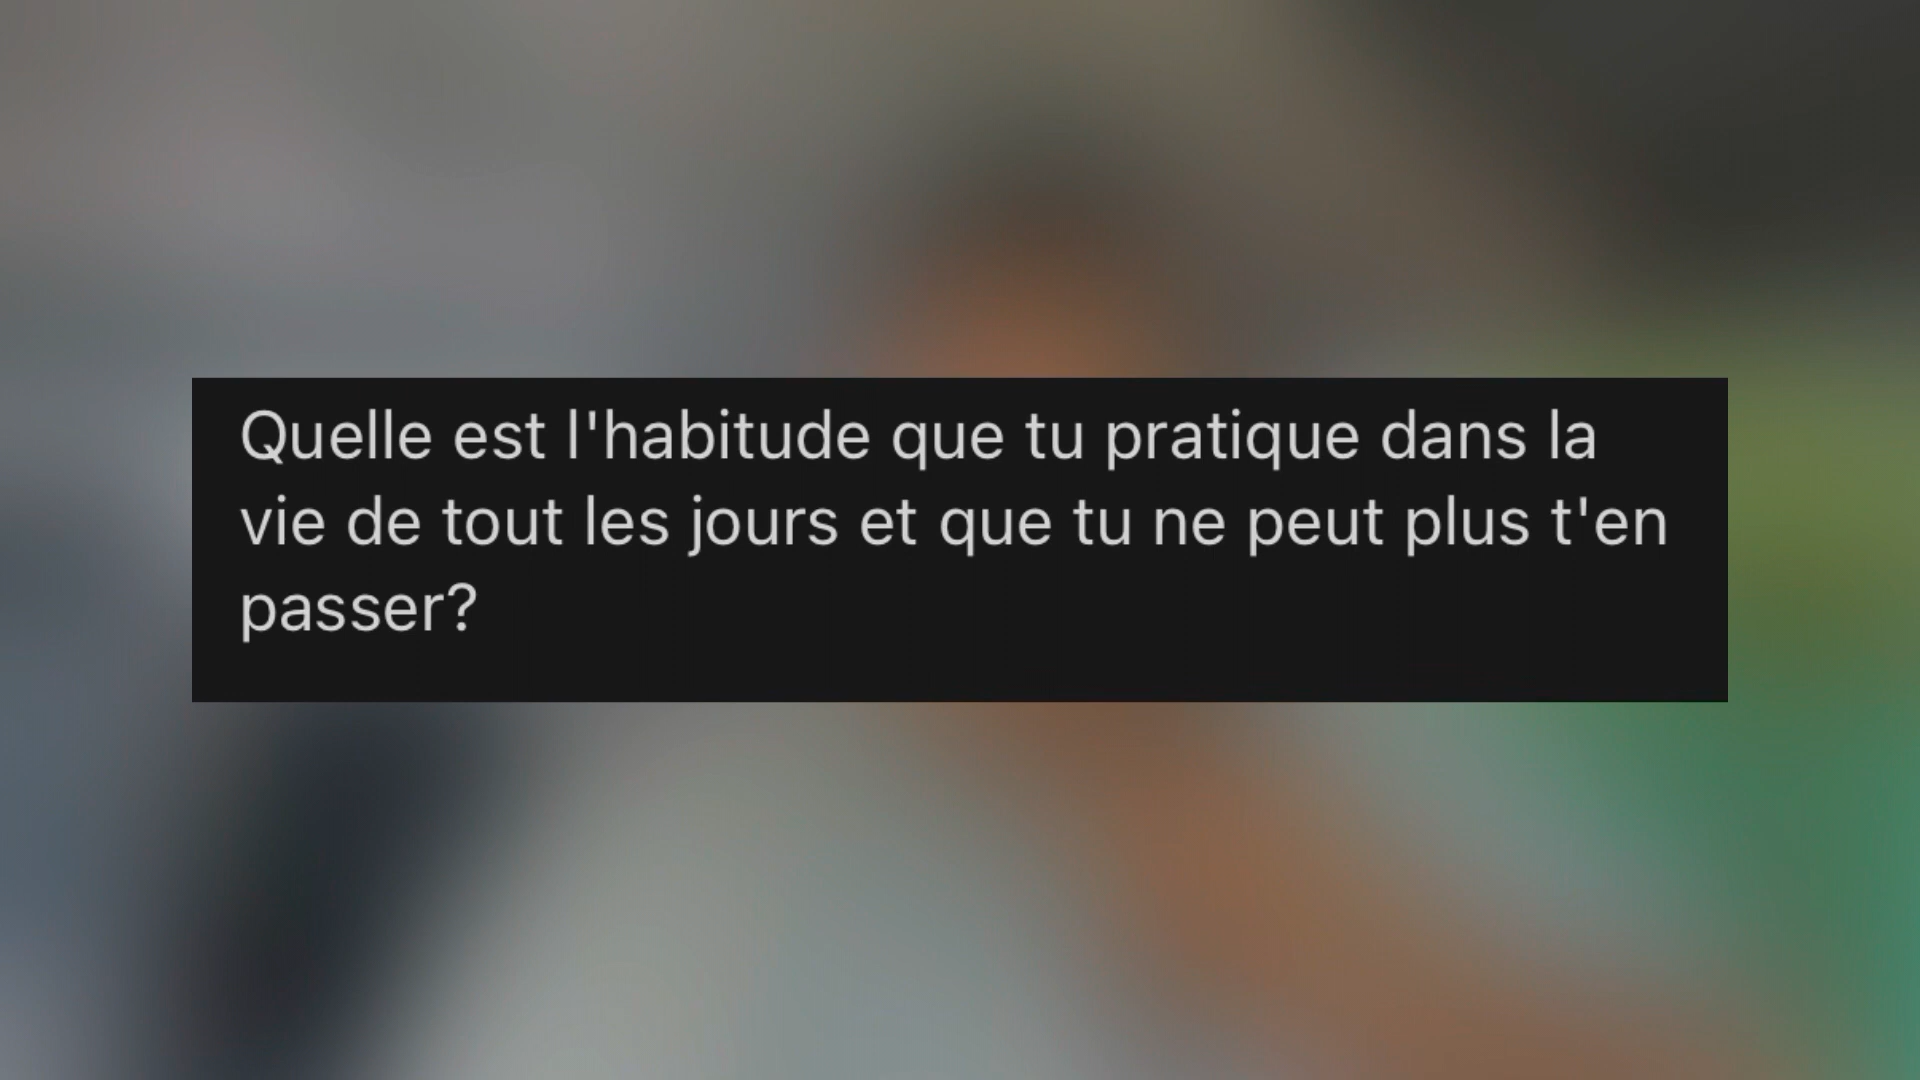 Quelle est l'habitude que tu pratique dans la
vie de tout les jours et que tu ne peut plus t'en
passer?